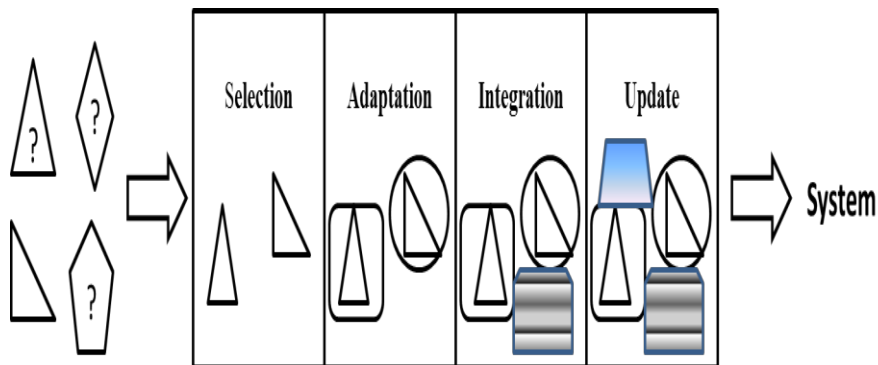 ?
?
?
Selection
Adaptation
Integration
Update
System